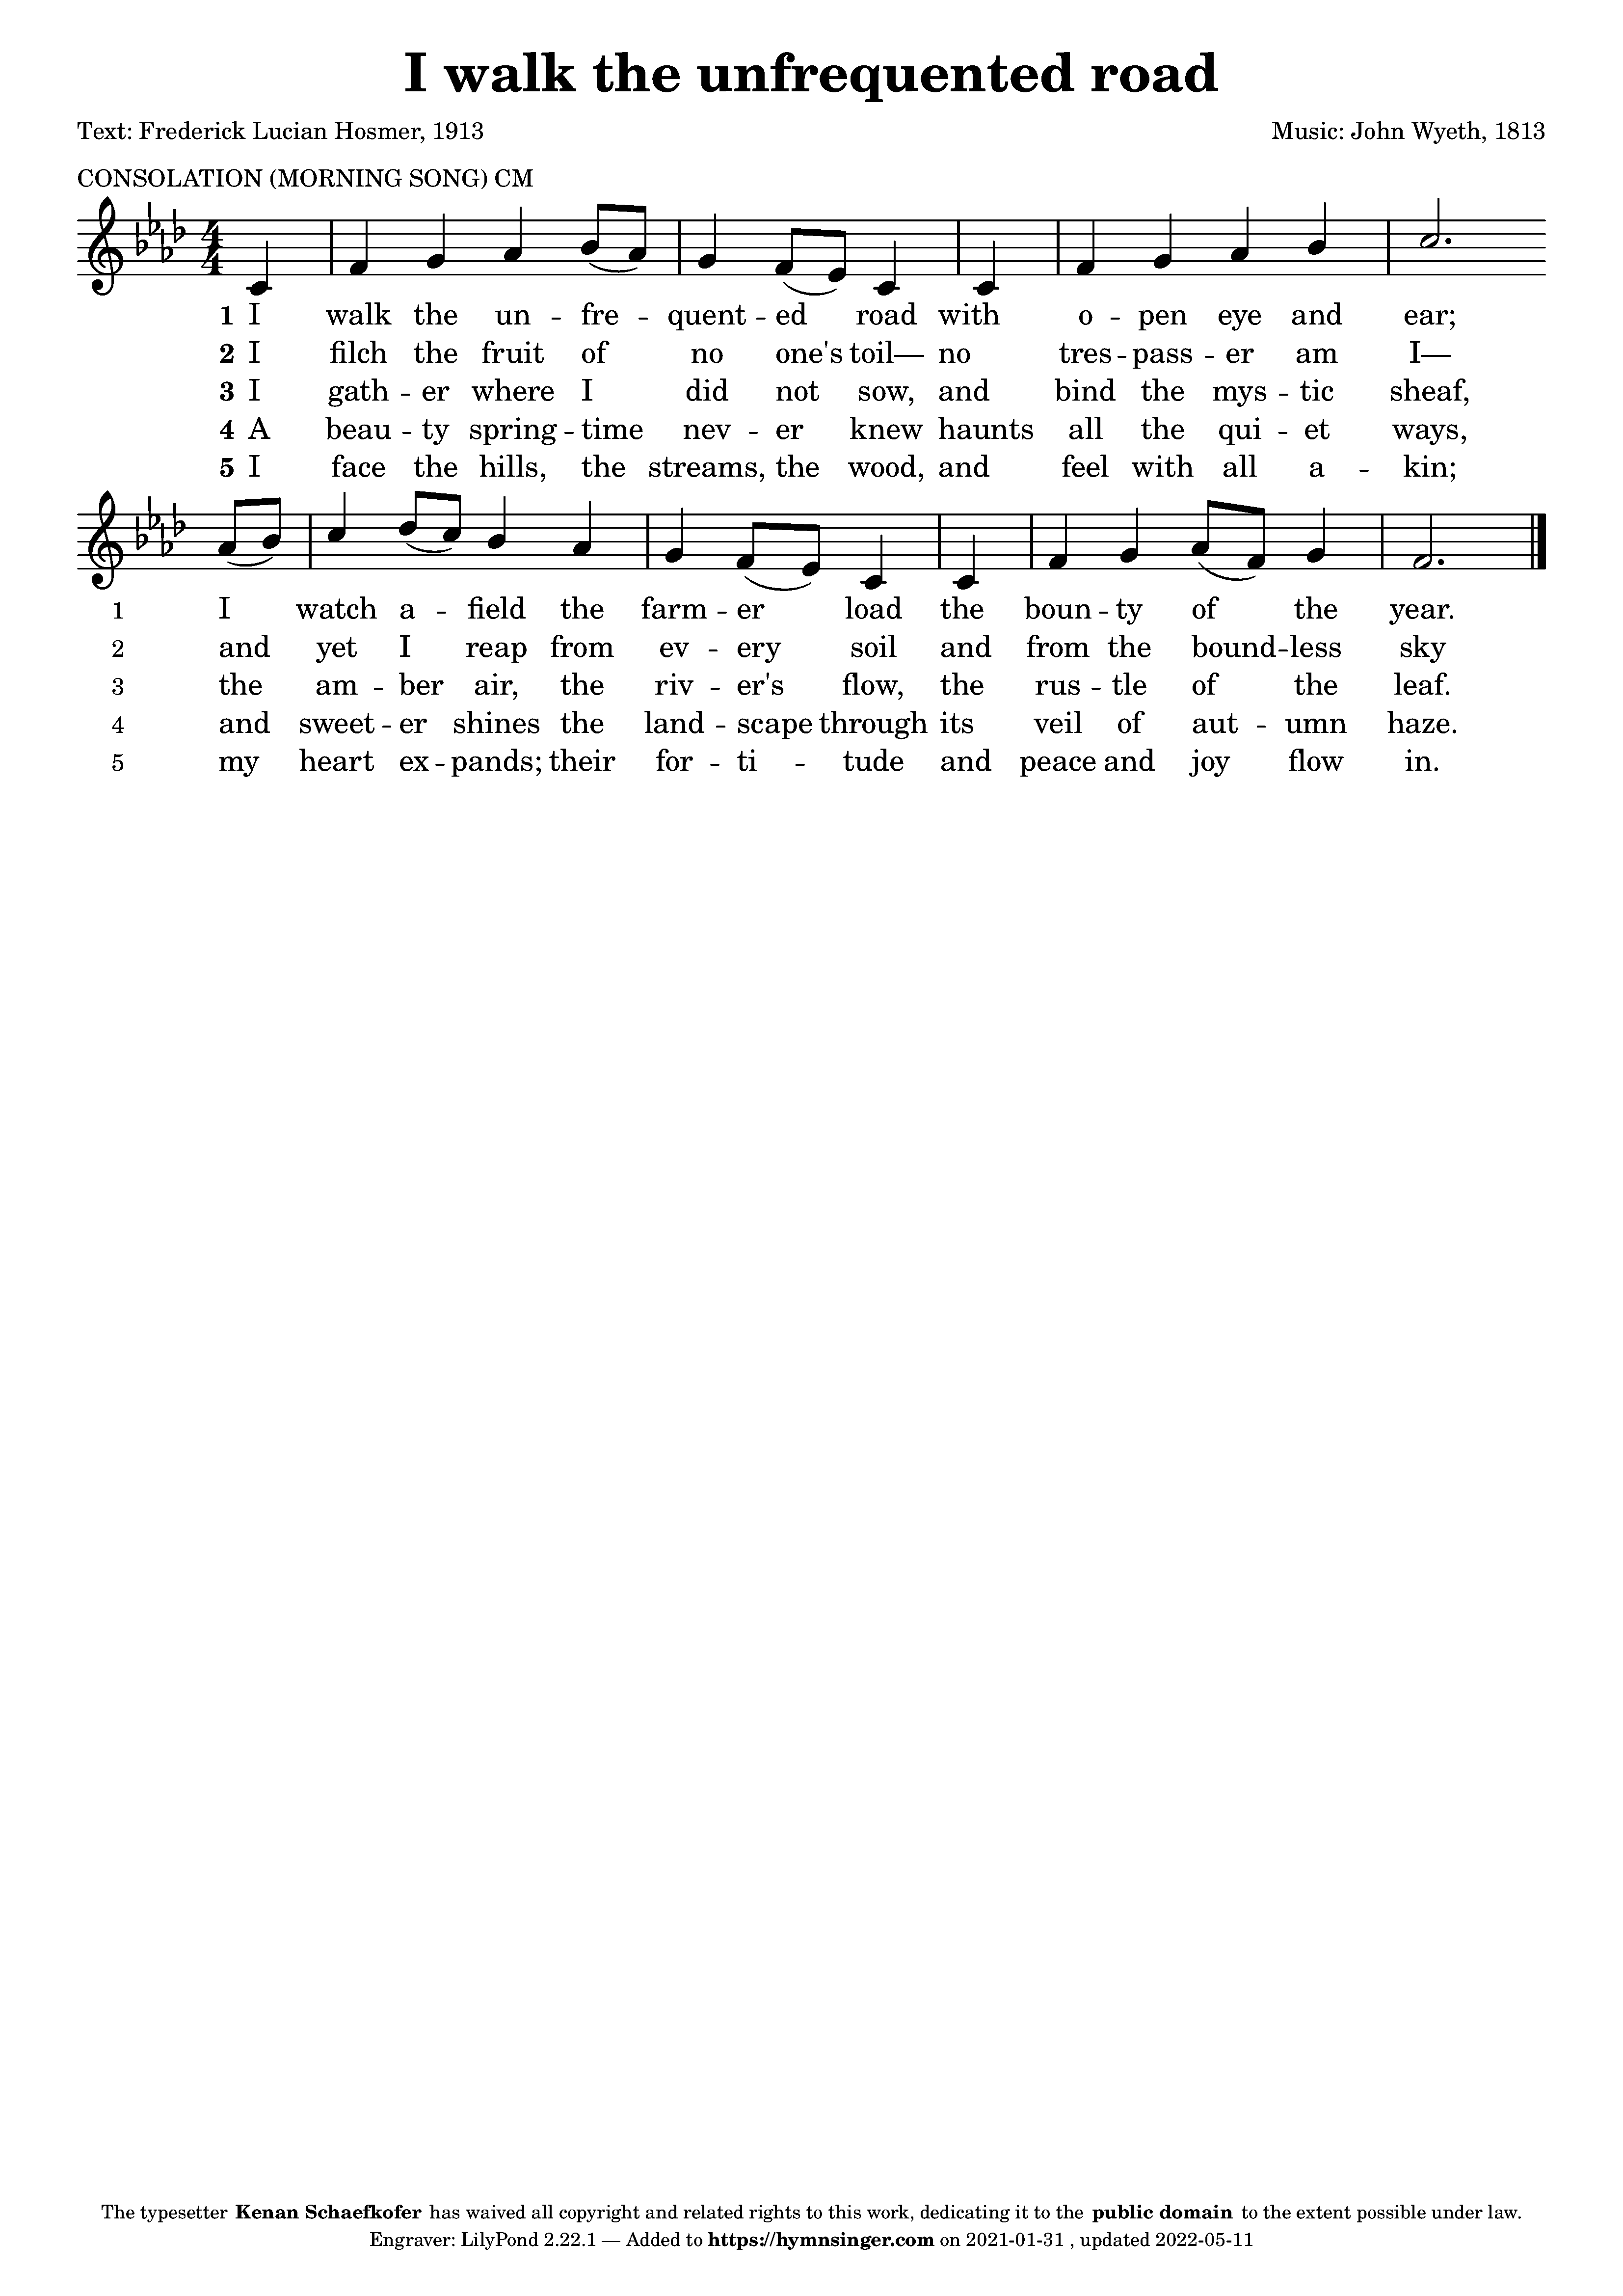 I walk the unfrequented road
Text: Frederick Lucian Hosmer, 1913
Music: John Wyeth, 1813
CONSOLATION (MORNING SONG) CM
4
4
1 I walk the un -- fre -- quent -- ed road with o -- pen eye and ear;
2 I filch the fruit of no one's toil— no tres -- pass -- er am I—
3 I gath -- er where I did not sow, and bind the mys -- tic sheaf,
4 A beau -- ty spring -- time nev -- er knew haunts all the qui -- et ways,
5 I face the hills, the streams, the wood, and feel with all a -- kin;
1 I watch a -- field the farm -- er load the boun -- ty of the year.
2 and yet I reap from ev -- ery soil and from the bound -- less sky
3 the am -- ber air, the riv -- er's flow, the rus -- tle of the leaf.
4 and sweet -- er shines the land -- scape through its veil of aut -- umn haze.
5 my heart ex -- pands; their for -- ti -- tude and peace and joy flow in.
The typesetter Kenan Schaefkofer has waived all copyright and related rights to this work, dedicating it to the public domain to the extent possible under law.
Engraver: LilyPond 2.22.1 — Added to https://hymnsinger.com on 2021-01-31 , updated 2022-05-11